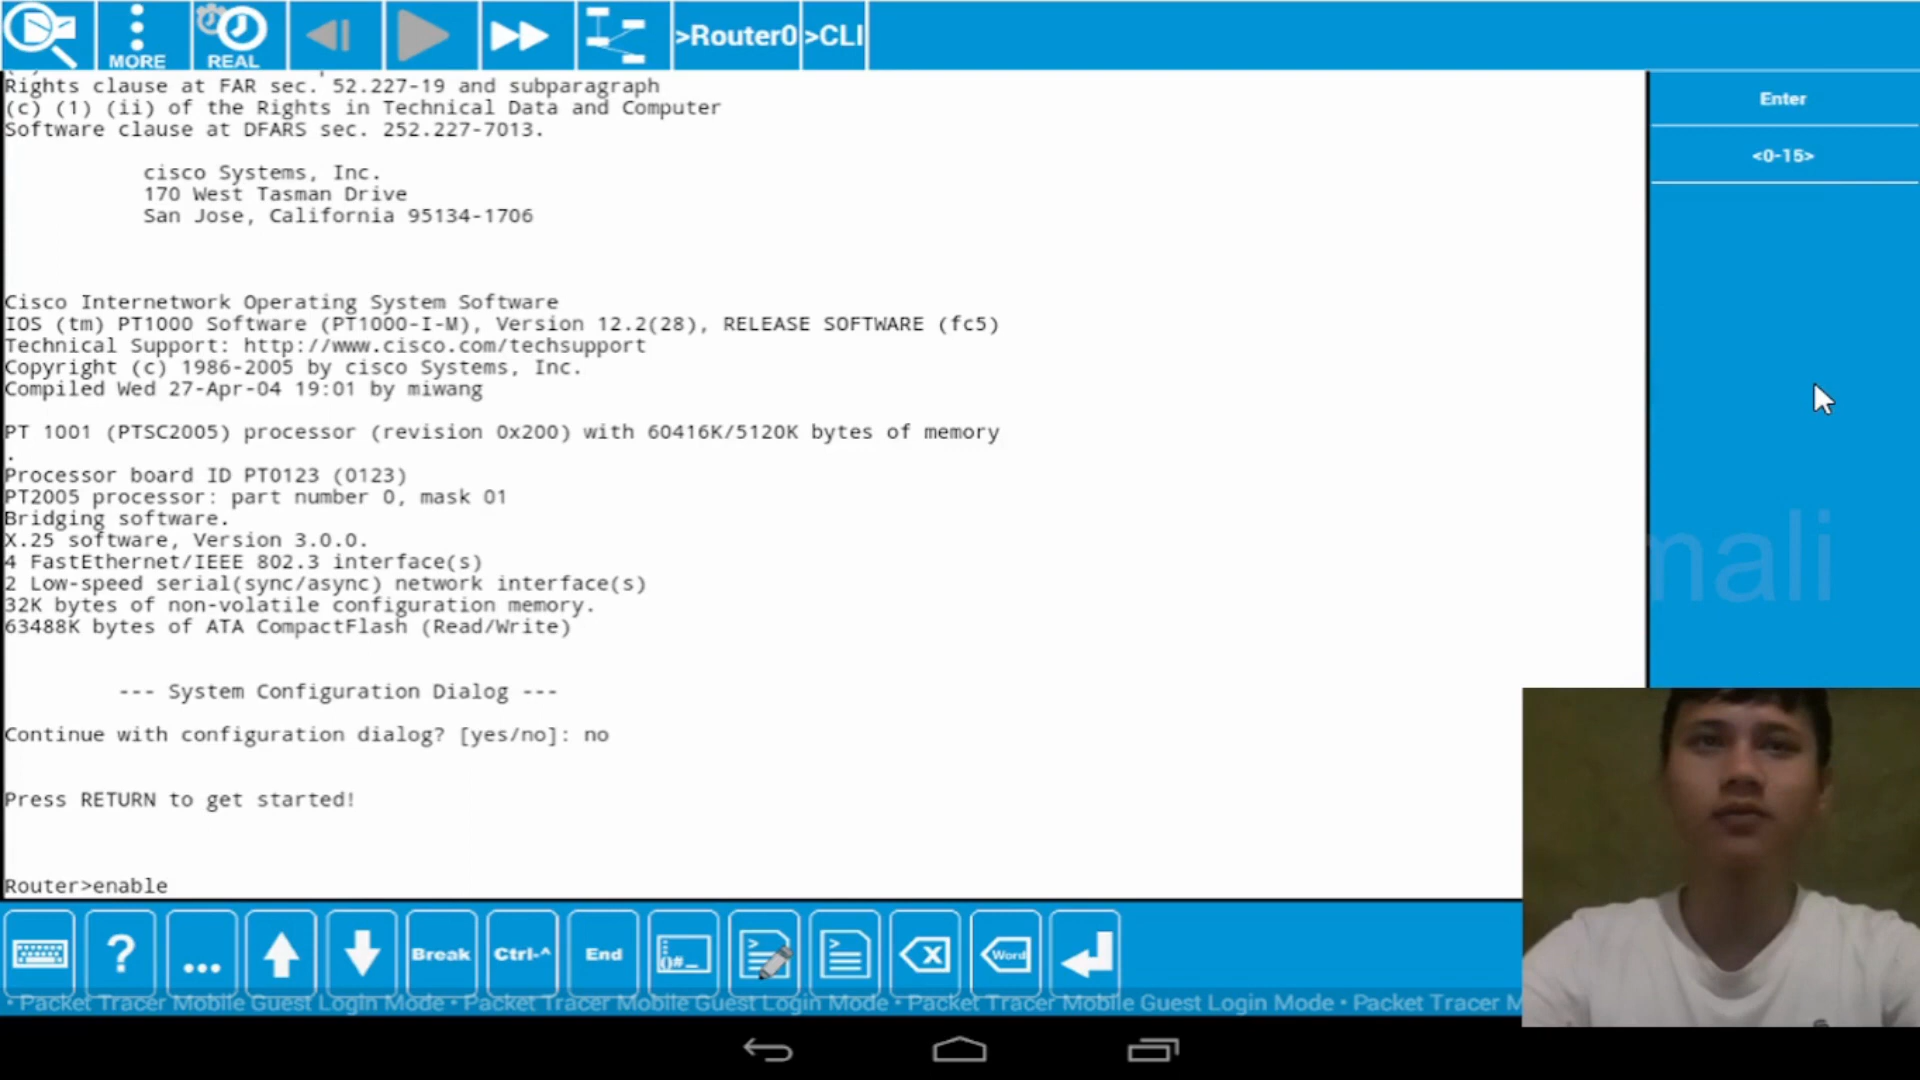 MORE
REAL
>Router0
>CLI
Rights clause at FAR sec. 52.227-19 and subparagraph
(c) (1) (ii) of the Rights in Technical Data and Computer
Software clause at DFARS sec. 252.227-7013.
cisco Systems, Inc.
170 West Tasman Drive
San Jose, California 95134-1706
Cisco Internetwork Operating System Software
IOS (tm) PT1000 Software (PT1000-I-M), Version 12.2(28), RELEASE SOFTWARE (fc5)
Technical Support: http://www.cisco.com/techsupport
Copyright (c) 1986-2005 by cisco Systems, Inc.
Compiled Wed 27-Apr-04 19:01 by miwang
PT 1001 (PTSC2005) processor (revision 0x200) with 60416K/5120K bytes of memory
.
Processor board ID PT0123 (0123)
PT2005 processor: part number 0, mask 01
Bridging software.
X.25 software, Version 3.0.0.
4 FastEthernet/IEEE 802.3 interface(s)
2 Low-speed serial(sync/async) network interface(s)
32K bytes of non-volatile configuration memory.
63488K bytes of ATA CompactFlash (Read/Write)
--- System Configuration Dialog ---
Continue with configuration dialog? [yes/no]: no
Press RETURN to get started!
Router>enable
Enter
<0-15>
mali
?
...
Break
Ctrl-^
End
()#_
>
>
X
Word
• Packet Tracer Mobile Guest Login Mode • Packet Tracer Mobile Guest Login Mode • Packet Tracer Mobile Guest Login Mode • Packet Tracer M